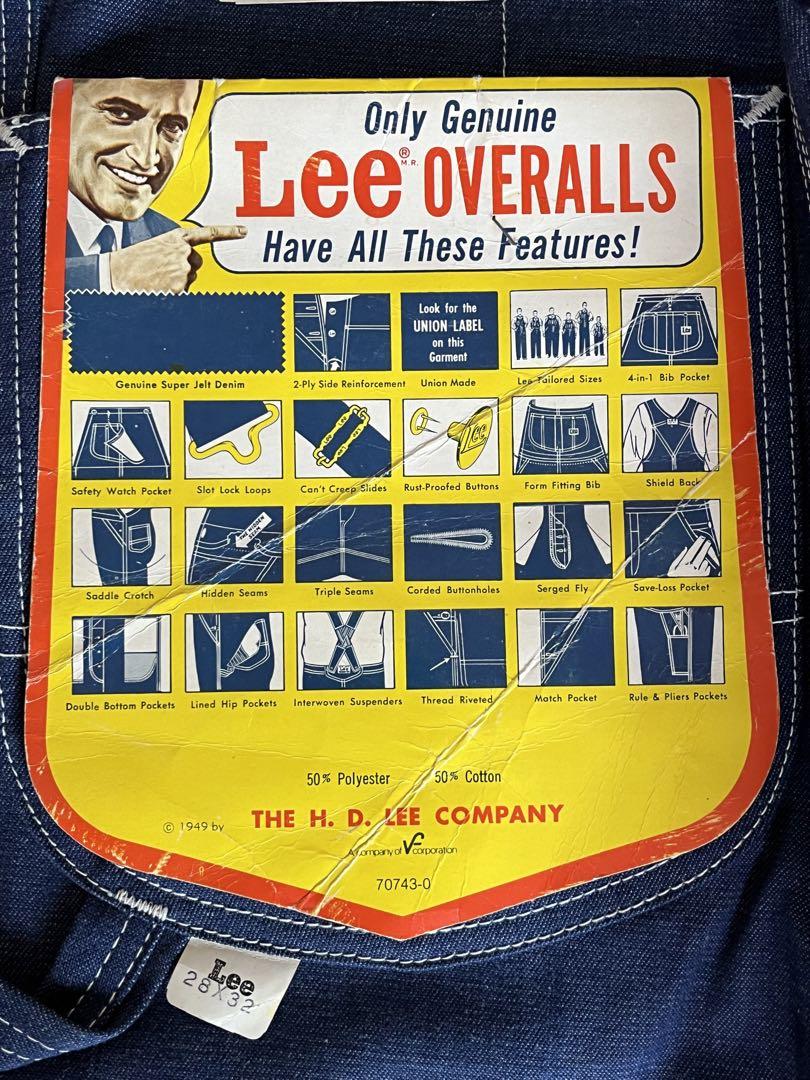 Only Genuine
Lee® OVERALLS
M.R.
Have All These Features!
Look for the
UNION LABEL
on this
Garment
Lee
Genuine Super Jelt Denim
2-Ply Side Reinforcement
Union Made
Lee Tailored Sizes
4-in-1 Bib Pocket
Lee
Safety Watch Pocket
Slot Lock Loops
Can't Creep Slides
Rust-Proofed Buttons
Form Fitting Bib
Shield Back
THE HIDDEN
SEAM
Saddle Crotch
Hidden Seams
Triple Seams
Corded Buttonholes
Serged Fly
Save-Loss Pocket
Double Bottom Pockets
Lined Hip Pockets
Interwoven Suspenders
Thread Riveted
Match Pocket
Rule & Pliers Pockets
50% Polyester 50% Cotton
© 1949 by THE H. D. LEE COMPANY
A company of VF corporation
70743-0
Lee
28X32